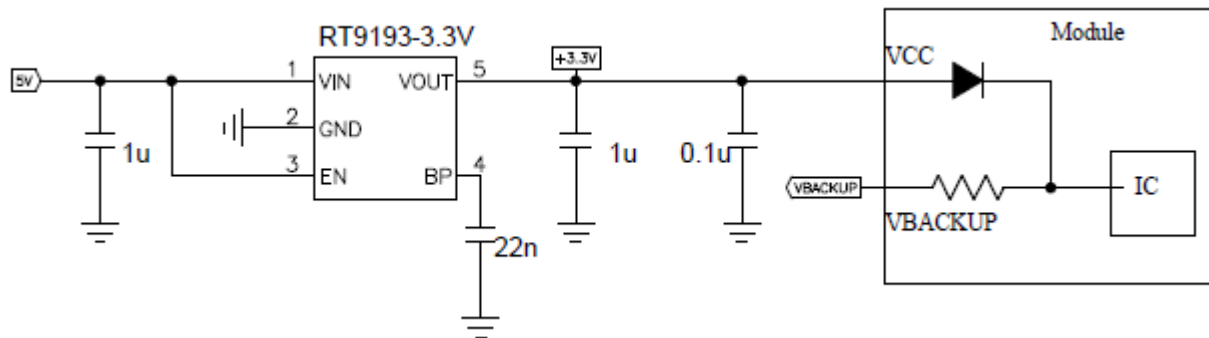 RT9193-3.3V
5V
1 VIN VOUT 5
+3.3V
2 GND
3 EN BP 4
1u
22n
1u
0.1u
Module
VCC
VBACKUP
VBACKUP
IC